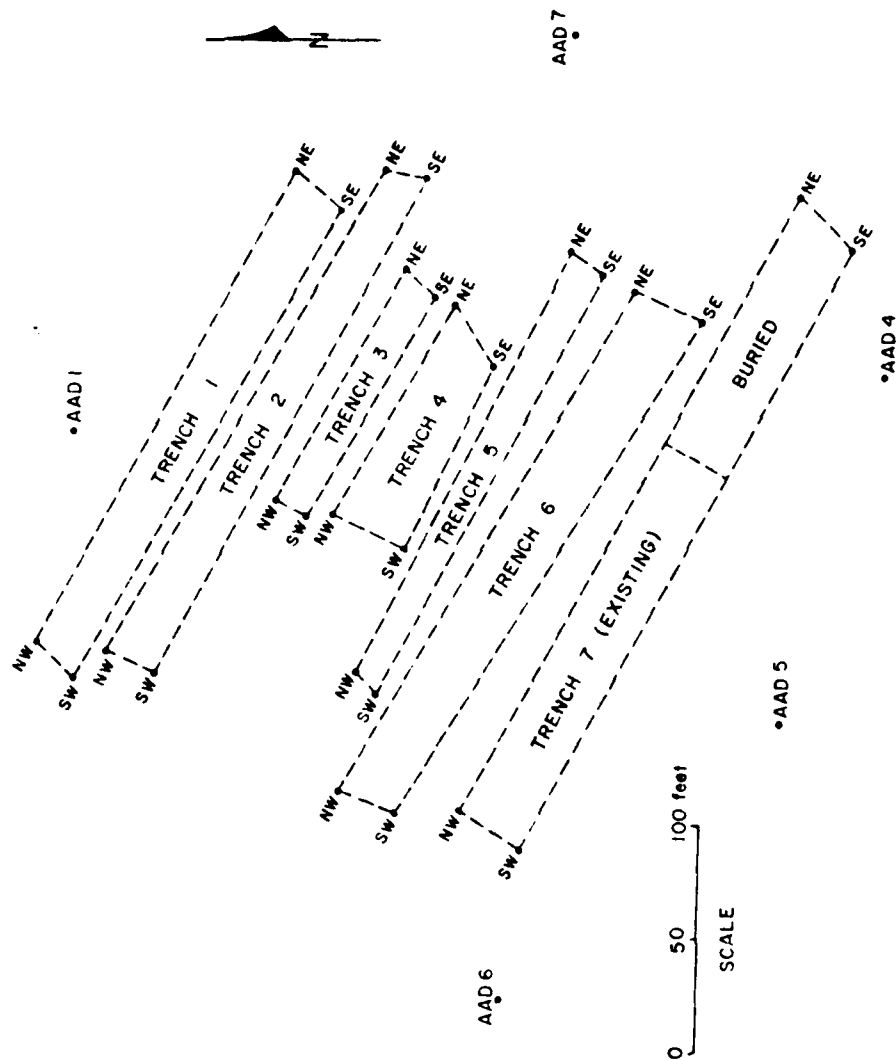 AAD 1
N
NW
NE
TRENCH 1
SW
SE
NW
NE
TRENCH 2
SW
SE
NW
NE
TRENCH 3
SW
SE
NW
NE
TRENCH 4
SW
SE
NW
NE
TRENCH 5
SW
SE
NW
NE
TRENCH 6
SW
SE
NW
NE
TRENCH 7 (EXISTING)
BURIED
SW
SE
AAD 7
AAD 6
AAD 5
AAD 4
0 50 100 feet
SCALE